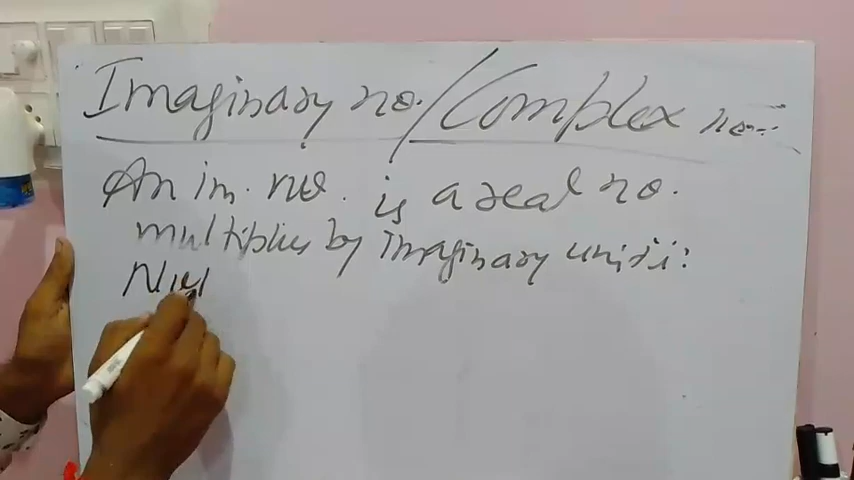 Imaginary no./Complex no.
An im. no. is a real no.
multiplies by imaginary unit i: